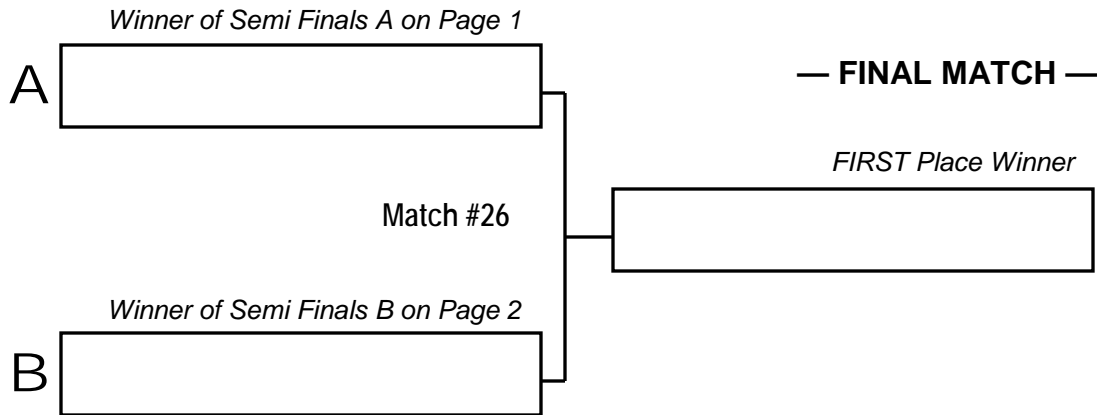 Winner of Semi Finals A on Page 1
A
— FINAL MATCH —
FIRST Place Winner
Match #26
Winner of Semi Finals B on Page 2
B